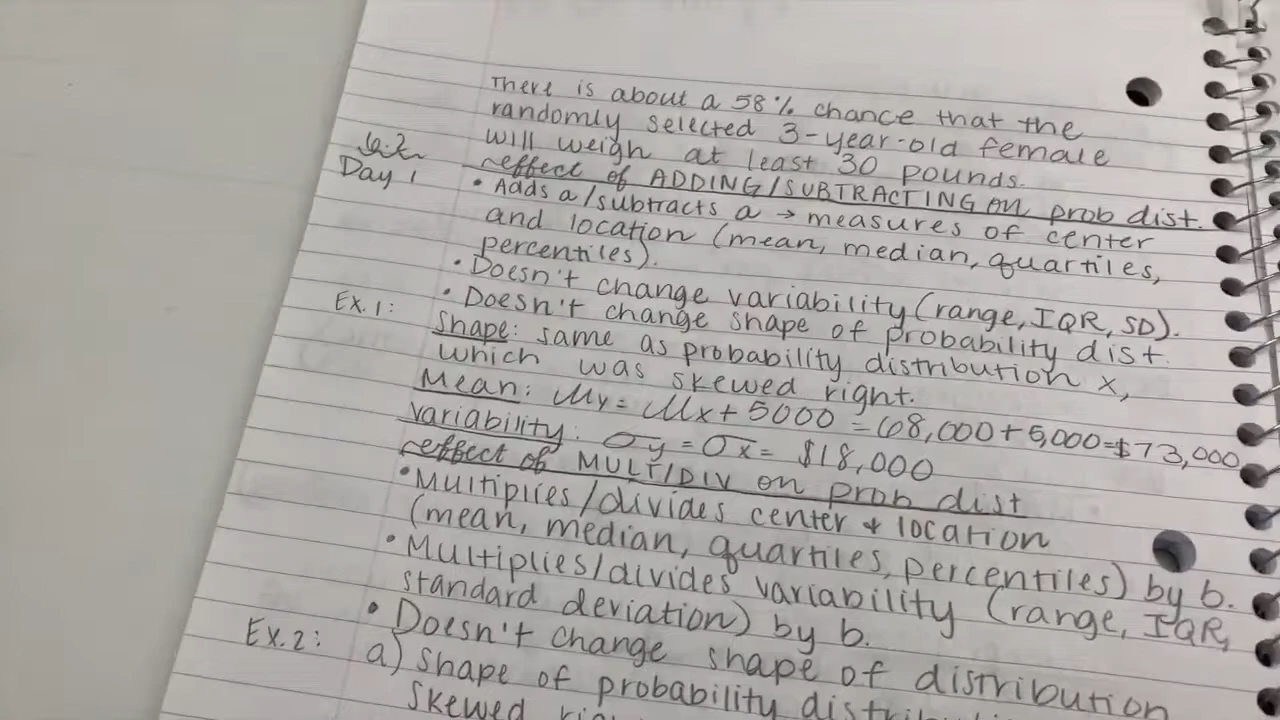 There is about a 58% chance that the
randomly selected 3-year-old female
will weigh at least 30 pounds.
6.2
Day 1
effect of ADDING/SUBTRACTING on prob dist.
• Adds a/subtracts a → measures of center
and location (mean, median, quartiles,
percentiles).
• Doesn't change variability (range, IQR, SD).
• Doesn't change shape of probability dist.
Ex. 1: Shape: same as probability distribution x,
which was skewed right.
Mean: μy = μx + 5000 = 68,000 + 5,000 = $73,000
variability: σy = σx = $18,000
effect of MULT/DIV on prob dist
• Multiplies/divides center & location
(mean, median, quartiles, percentiles) by b.
• Multiplies/divides variability (range, IQR,
standard deviation) by b.
• Doesn't change shape of distribution
Ex. 2: a) shape of probability
skewed